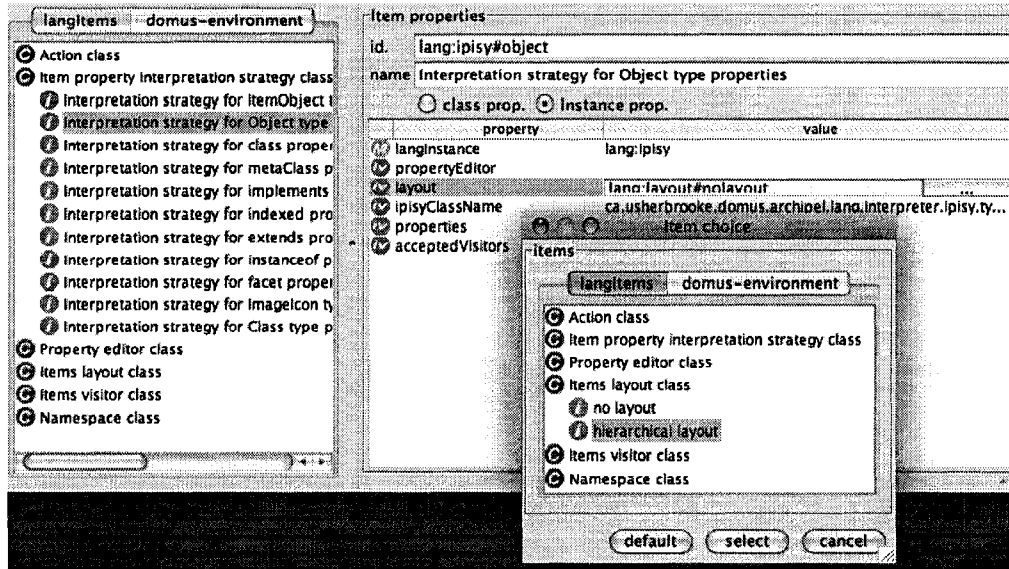 langItems domus-environment
Action class
Item property interpretation strategy class
Interpretation strategy for ItemObject t
Interpretation strategy for Object type
Interpretation strategy for class proper
Interpretation strategy for metaClass p
Interpretation strategy for implements
Interpretation strategy for indexed pro
Interpretation strategy for extends pro
Interpretation strategy for instanceof p
Interpretation strategy for facet proper
Interpretation strategy for ImageIcon ty
Interpretation strategy for Class type p
Property editor class
Items layout class
Items visitor class
Namespace class
Item properties
id. lang:ipisy#object
name Interpretation strategy for Object type properties
class prop. Instance prop.
property value
langInstance lang:ipisy
propertyEditor
layout lang:layout#nolayout ...
ipisyClassName ca.usherbrooke.domus.archipel.lang.interpreter.ipisy.ty...
properties
acceptedVisitors
Item choice
items
langItems domus-environment
Action class
Item property interpretation strategy class
Property editor class
Items layout class
no layout
hierarchical layout
Items visitor class
Namespace class
default select cancel